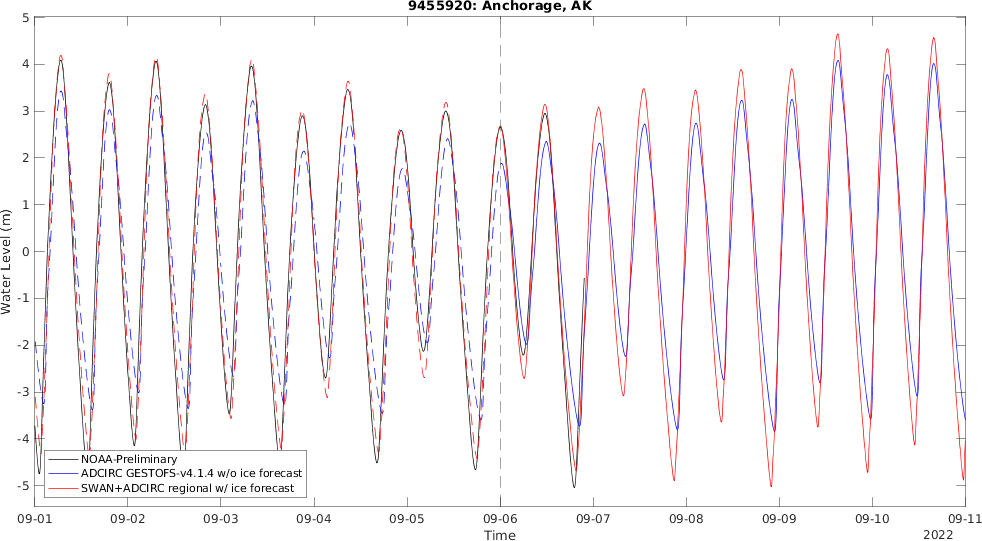 9455920: Anchorage, AK
Water Level (m)
5
4
3
2
1
0
-1
-2
-3
-4
-5
NOAA-Preliminary
ADCIRC GESTOFS-v4.1.4 w/o ice forecast
SWAN+ADCIRC regional w/ ice forecast
09-01 09-02 09-03 09-04 09-05 09-06 09-07 09-08 09-09 09-10 09-11
Time
2022